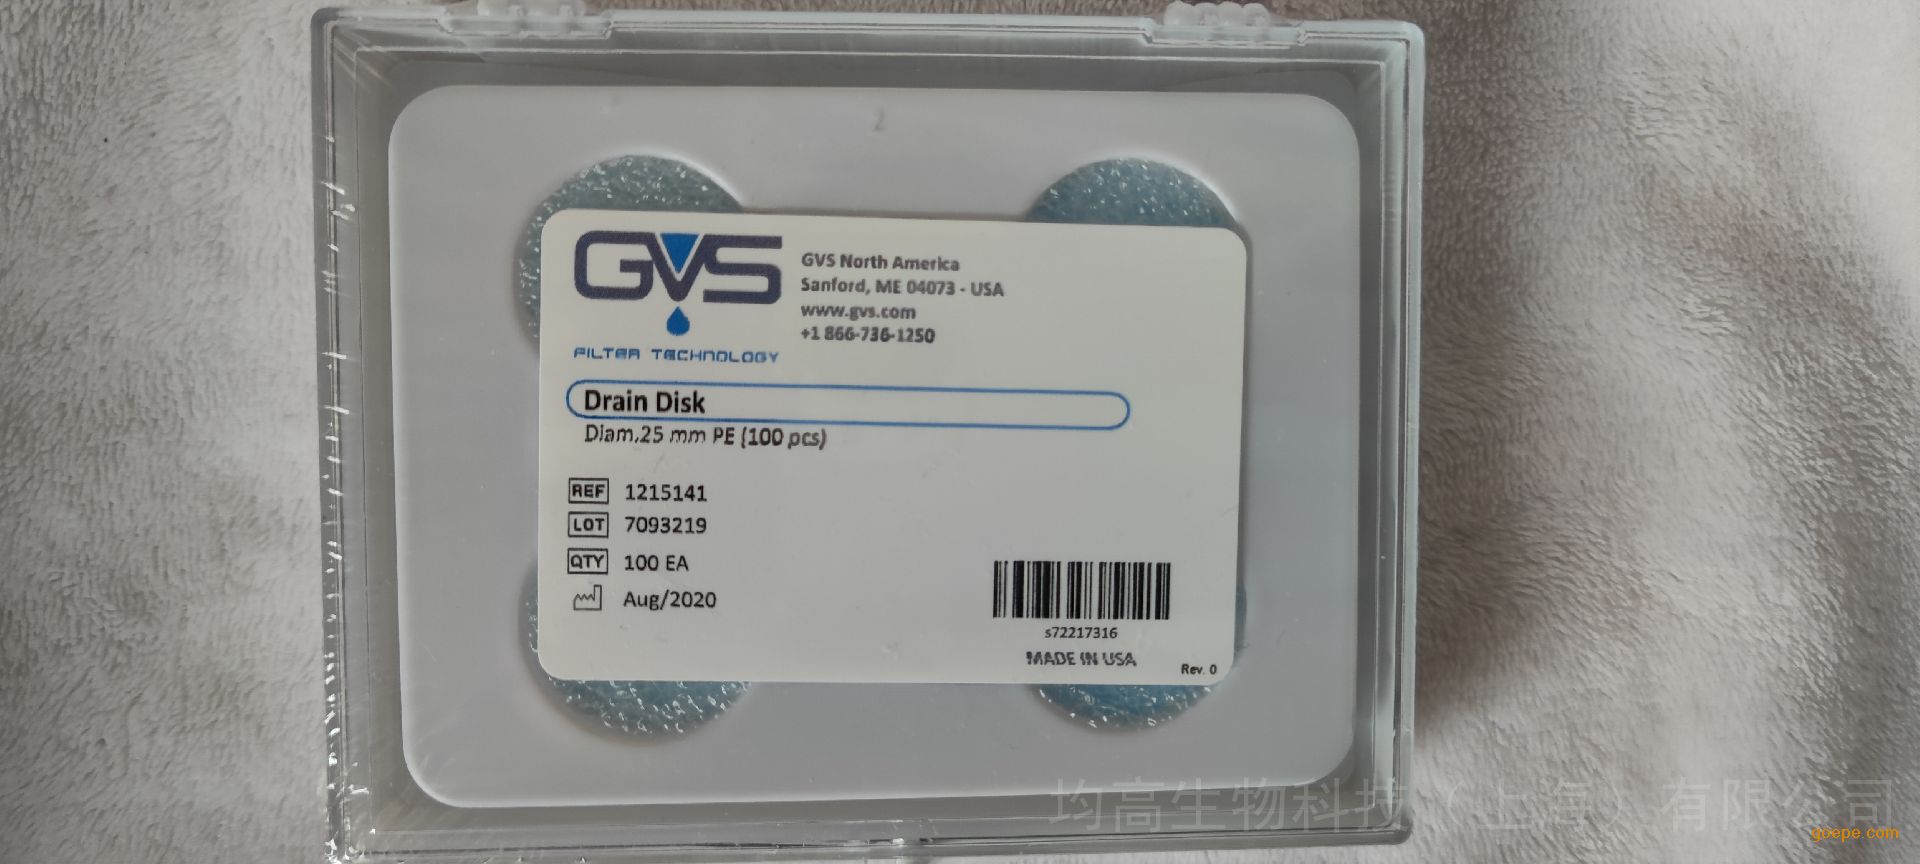 GVS
FILTER TECHNOLOGY
GVS North America
Sanford, ME 04073 - USA
www.gvs.com
+1 866-736-1250
Drain Disk
Diam.25 mm PE (100 pcs)
REF 1215141
LOT 7093219
QTY 100 EA
Aug/2020
s72217316
MADE IN USA
Rev. 0
均高生物科技（上海）有限公司
goepe.com